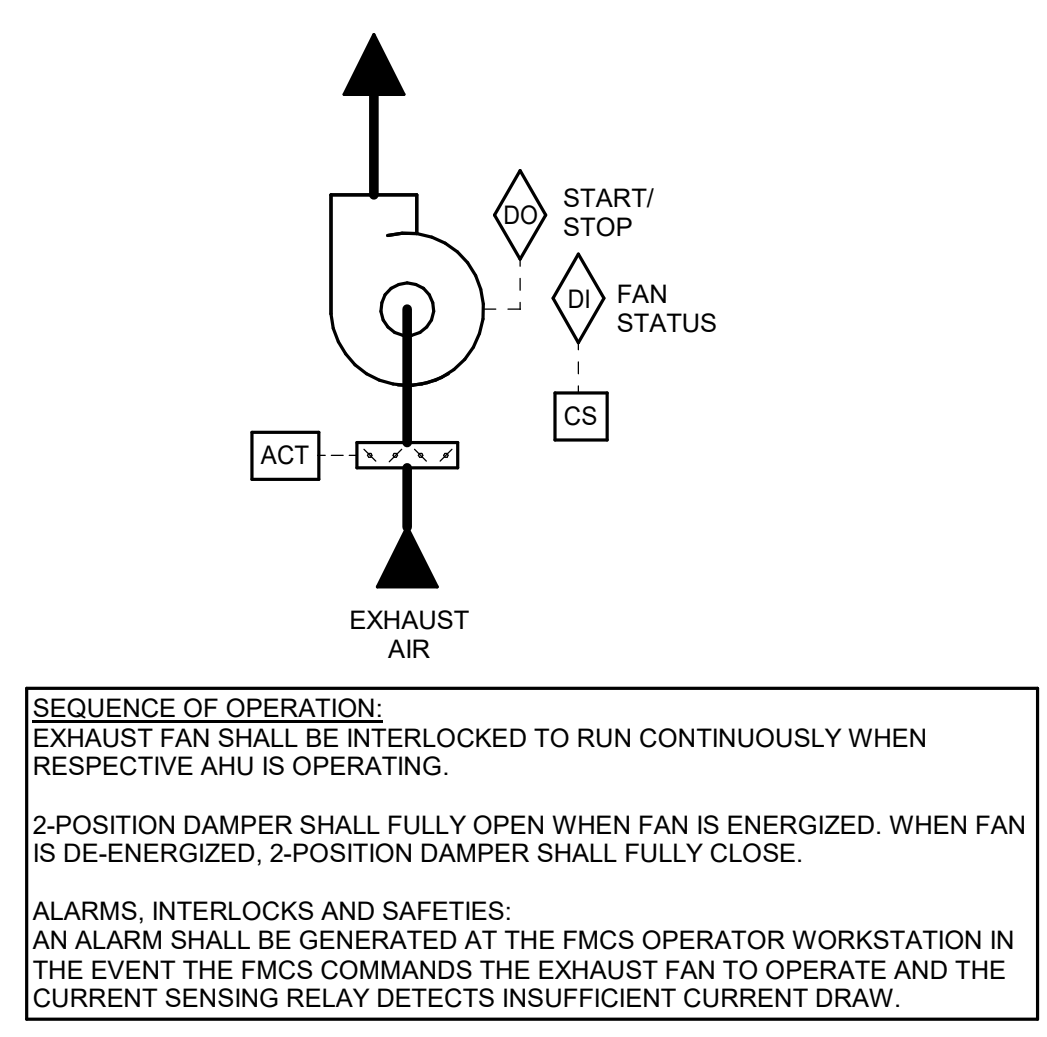 DO
START/
STOP
DI
FAN
STATUS
CS
ACT
EXHAUST
AIR
SEQUENCE OF OPERATION:
EXHAUST FAN SHALL BE INTERLOCKED TO RUN CONTINUOUSLY WHEN
RESPECTIVE AHU IS OPERATING.
2-POSITION DAMPER SHALL FULLY OPEN WHEN FAN IS ENERGIZED. WHEN FAN
IS DE-ENERGIZED, 2-POSITION DAMPER SHALL FULLY CLOSE.
ALARMS, INTERLOCKS AND SAFETIES:
AN ALARM SHALL BE GENERATED AT THE FMCS OPERATOR WORKSTATION IN
THE EVENT THE FMCS COMMANDS THE EXHAUST FAN TO OPERATE AND THE
CURRENT SENSING RELAY DETECTS INSUFFICIENT CURRENT DRAW.